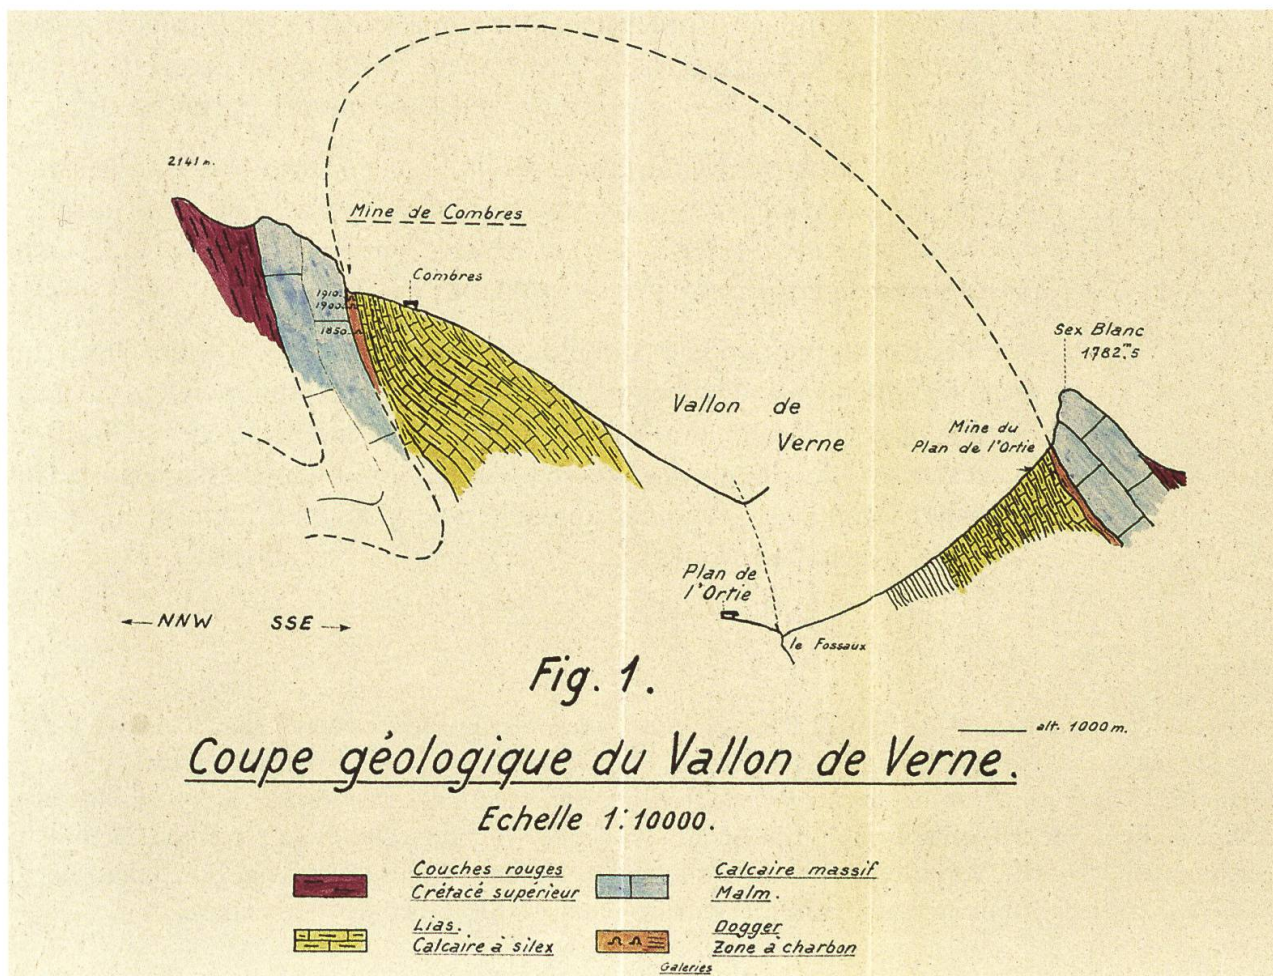 2141 m.
Mine de Combres
Combres
1910.
1900.
1850.
Sex Blanc
1782.ᵐ5
Vallon de
Verne
Mine du
Plan de l'Ortie
Plan de
l'Ortie
le Fossaux
← NNW SSE →
Fig. 1.
alt. 1000 m.
Coupe géologique du Vallon de Verne.
Echelle 1:10000.
Couches rouges
Crétacé supérieur
Calcaire massif
Malm.
Lias.
Calcaire à silex
Dogger
Zone à charbon
Galeries